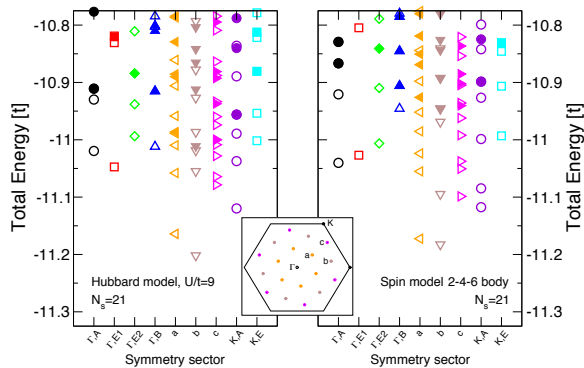 -10.8
-10.9
-11
-11.1
-11.2
-11.3
Total Energy [t]
Hubbard model, U/t=9
N_s=21
Γ,A
Γ,E1
Γ,E2
Γ,B
a
b
c
K,A
K,E
Symmetry sector
K
c
a
b
Γ
-10.8
-10.9
-11
-11.1
-11.2
-11.3
Total Energy [t]
Spin model 2-4-6 body
N_s=21
Γ,A
Γ,E1
Γ,E2
Γ,B
a
b
c
K,A
K,E
Symmetry sector